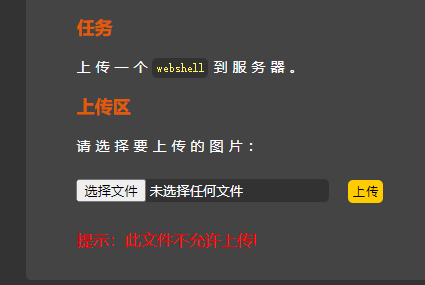 任务
上传一个 webshell 到服务器。
上传区
请选择要上传的图片：
选择文件 未选择任何文件 上传
提示：此文件不允许上传!